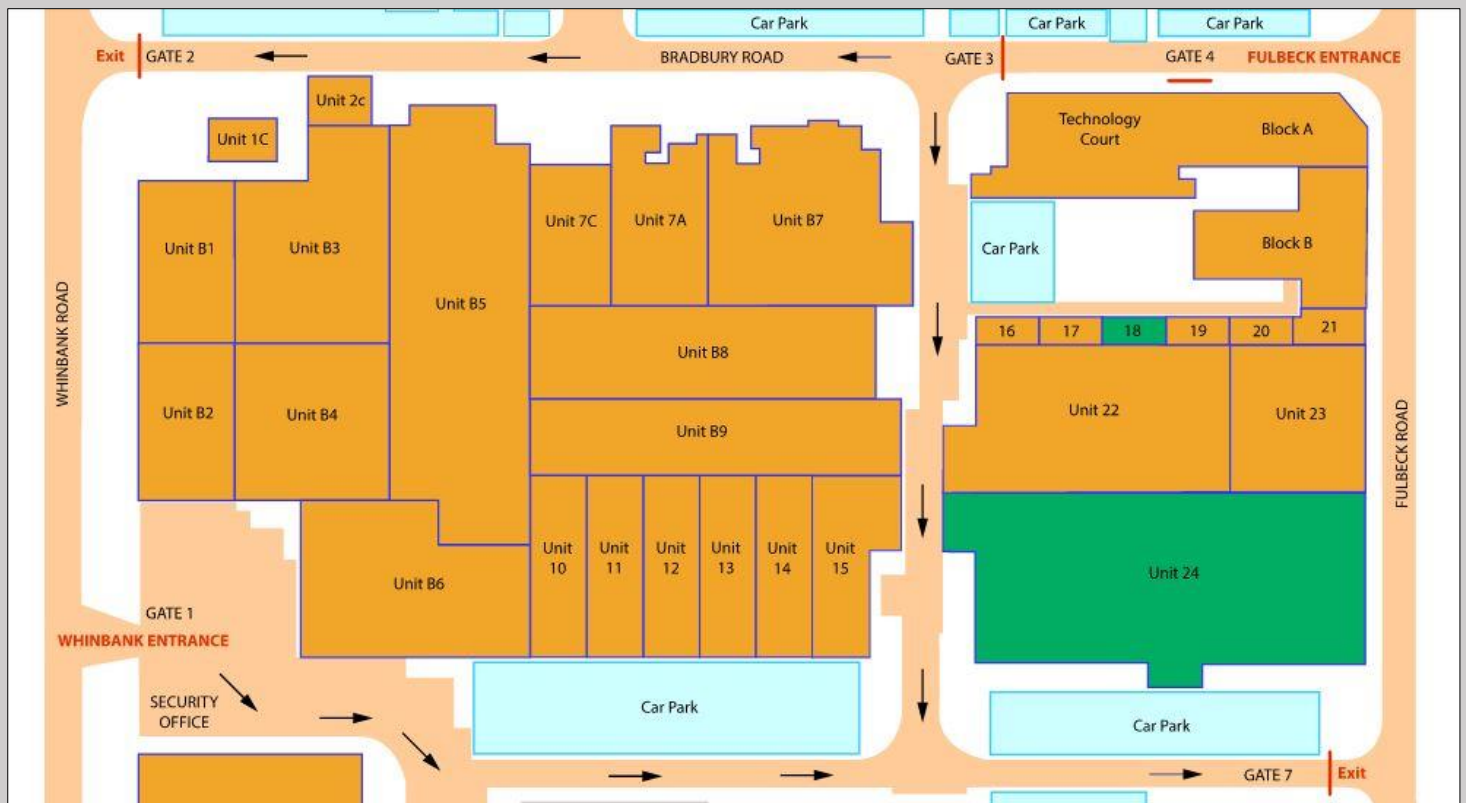 Car Park
Car Park
Car Park
Exit
GATE 2
BRADBURY ROAD
GATE 3
GATE 4
FULBECK ENTRANCE
Unit 2c
Unit 1C
Technology
Court
Block A
Unit B1
Unit B3
Unit B5
Unit 7C
Unit 7A
Unit B7
Car Park
Block B
WHINBANK ROAD
Unit B8
16
17
18
19
20
21
Unit B2
Unit B4
Unit B9
Unit 22
Unit 23
FULBECK ROAD
Unit
10
Unit
11
Unit
12
Unit
13
Unit
14
Unit
15
Unit B6
Unit 24
GATE 1
WHINBANK ENTRANCE
SECURITY
OFFICE
Car Park
Car Park
GATE 7
Exit